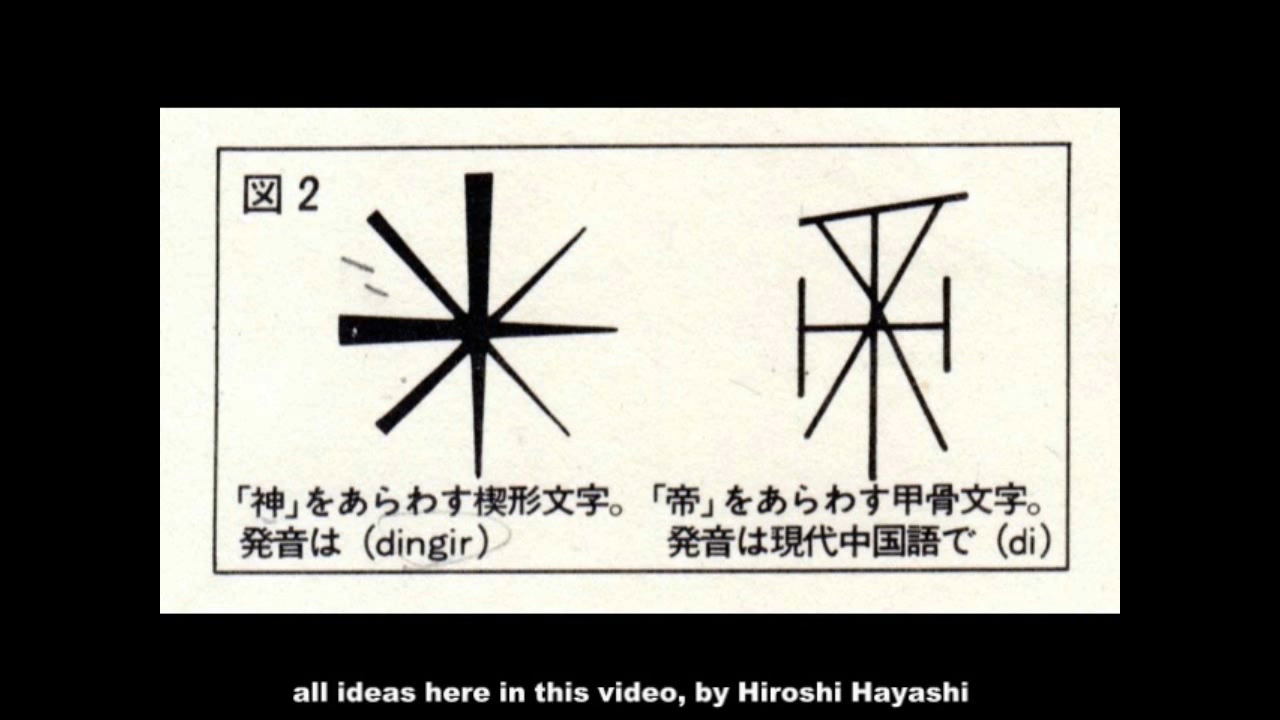 図2
「神」をあらわす楔形文字。
発音は（dingir）
「帝」をあらわす甲骨文字。
発音は現代中国語で（di）
all ideas here in this video, by Hiroshi Hayashi